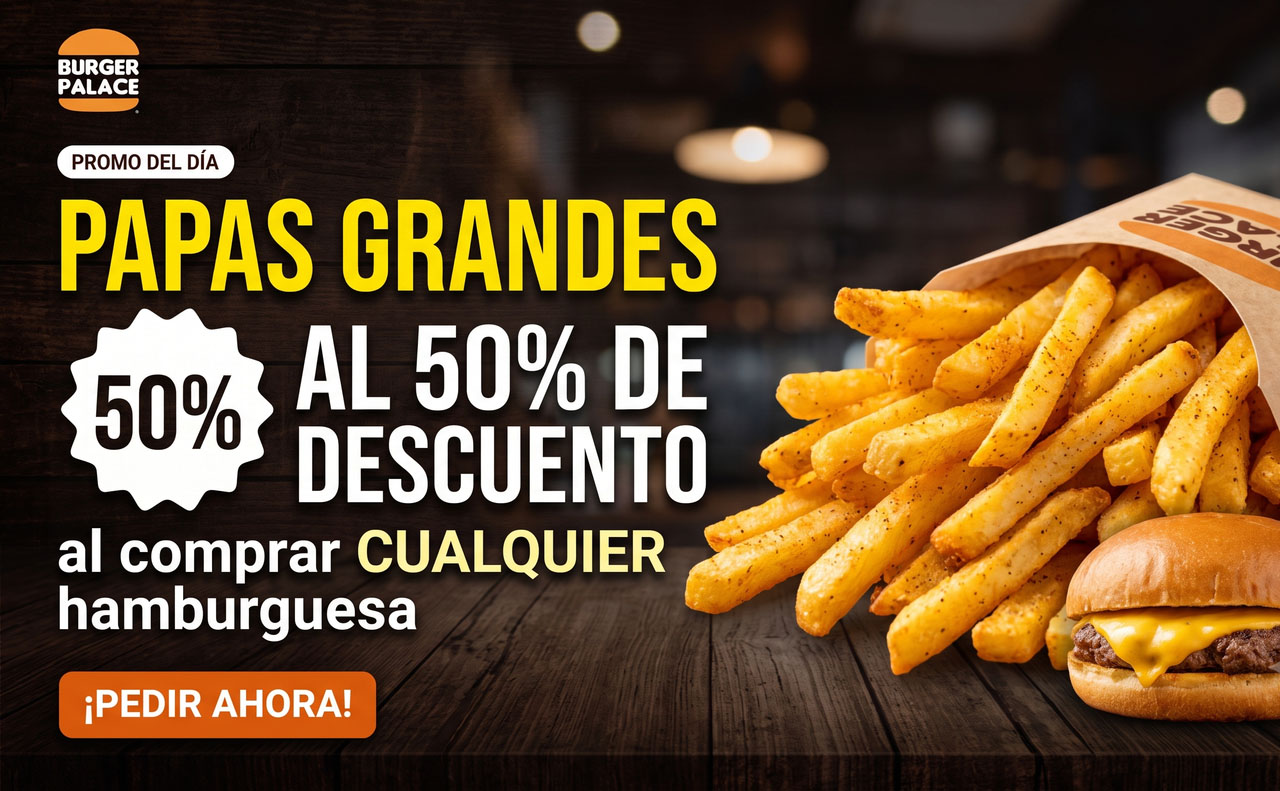 BURGER
PALACE
PROMO DEL DÍA
PAPAS GRANDES
50%
AL 50% DE
DESCUENTO
al comprar CUALQUIER
hamburguesa
¡PEDIR AHORA!